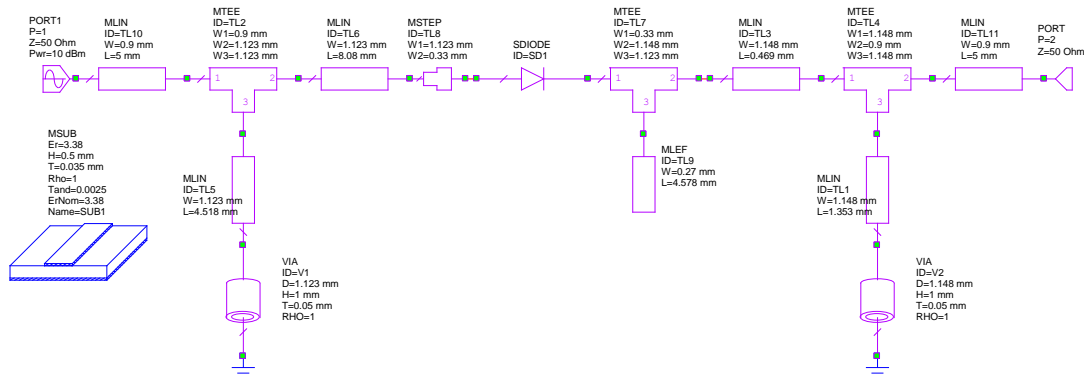 PORT1
P=1
Z=50 Ohm
Pwr=10 dBm
MLIN
ID=TL10
W=0.9 mm
L=5 mm
MTEE
ID=TL2
W1=0.9 mm
W2=1.123 mm
W3=1.123 mm
1
2
3
MLIN
ID=TL6
W=1.123 mm
L=8.08 mm
MSTEP
ID=TL8
W1=1.123 mm
W2=0.33 mm
SDIODE
ID=SD1
MTEE
ID=TL7
W1=0.33 mm
W2=1.148 mm
W3=1.123 mm
1
2
3
MLIN
ID=TL3
W=1.148 mm
L=0.469 mm
MTEE
ID=TL4
W1=1.148 mm
W2=0.9 mm
W3=1.148 mm
1
2
3
MLIN
ID=TL11
W=0.9 mm
L=5 mm
PORT
P=2
Z=50 Ohm
MSUB
Er=3.38
H=0.5 mm
T=0.035 mm
Rho=1
Tand=0.0025
ErNom=3.38
Name=SUB1
MLIN
ID=TL5
W=1.123 mm
L=4.518 mm
MLEF
ID=TL9
W=0.27 mm
L=4.578 mm
MLIN
ID=TL1
W=1.148 mm
L=1.353 mm
VIA
ID=V1
D=1.123 mm
H=1 mm
T=0.05 mm
RHO=1
VIA
ID=V2
D=1.148 mm
H=1 mm
T=0.05 mm
RHO=1